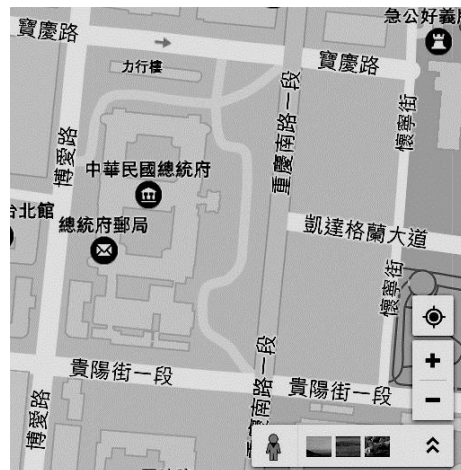 急公好義
寶慶路
寶慶路
力行樓
懷寧街
重慶南路一段
博愛路
中華民國總統府
台北館
總統府郵局
凱達格蘭大道
懷寧街
貴陽街一段
貴陽街一段
慶南路一段
博愛路